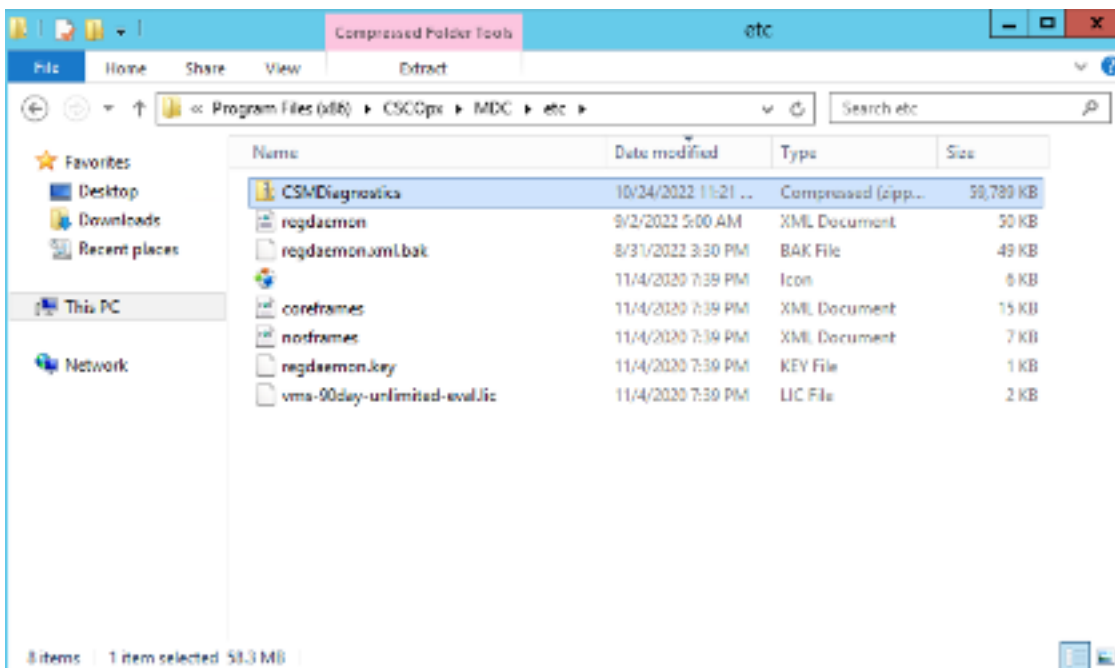 Compressed Folder Tools
etc
File Home Share View Extract
« Program Files (x86) CSCOpx MDC etc
Search etc
Favorites
Desktop
Downloads
Recent places
This PC
Network
Name Date modified Type Size
CSMDiagnostics 10/24/2022 11:21 ... Compressed (zipp... 59,789 KB
regdaemon 9/2/2022 5:00 AM XML Document 50 KB
regdaemon.xml.bak 8/31/2022 3:30 PM BAK File 49 KB
11/4/2020 7:39 PM Icon 6 KB
coreframes 11/4/2020 7:39 PM XML Document 15 KB
nosframes 11/4/2020 7:39 PM XML Document 7 KB
regdaemon.key 11/4/2020 7:39 PM KEY File 1 KB
vms-90day-unlimited-eval.lic 11/4/2020 7:39 PM LIC File 2 KB
8 items 1 item selected 58.3 MB